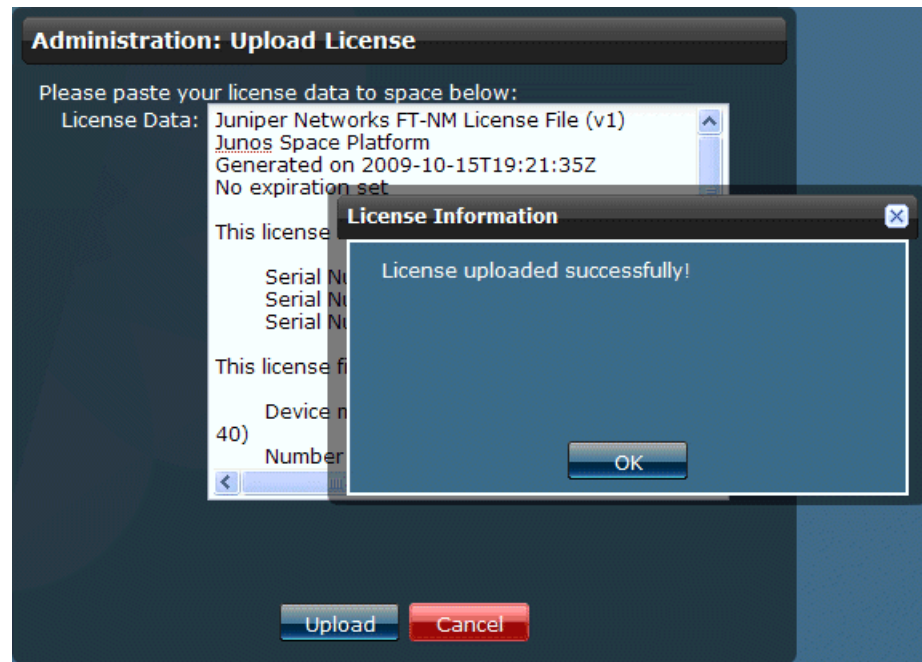 Administration: Upload License
Please paste your license data to space below:
License Data:
Juniper Networks FT-NM License File (v1)
Junos Space Platform
Generated on 2009-10-15T19:21:35Z
No expiration set
This license
Serial
Serial
Serial
This license
Device
40)
Number
License Information
License uploaded successfully!
OK
Upload
Cancel